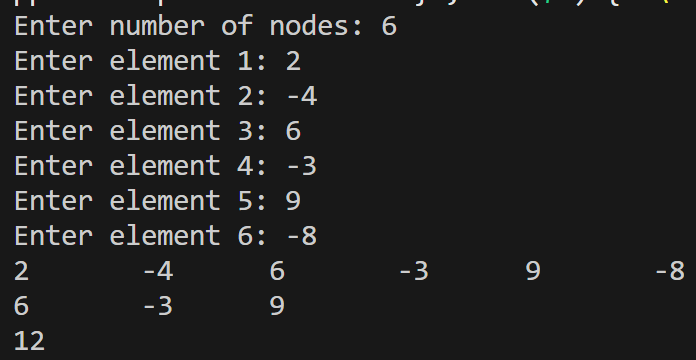 Enter number of nodes: 6
Enter element 1: 2
Enter element 2: -4
Enter element 3: 6
Enter element 4: -3
Enter element 5: 9
Enter element 6: -8
2 -4 6 -3 9 -8
6 -3 9
12